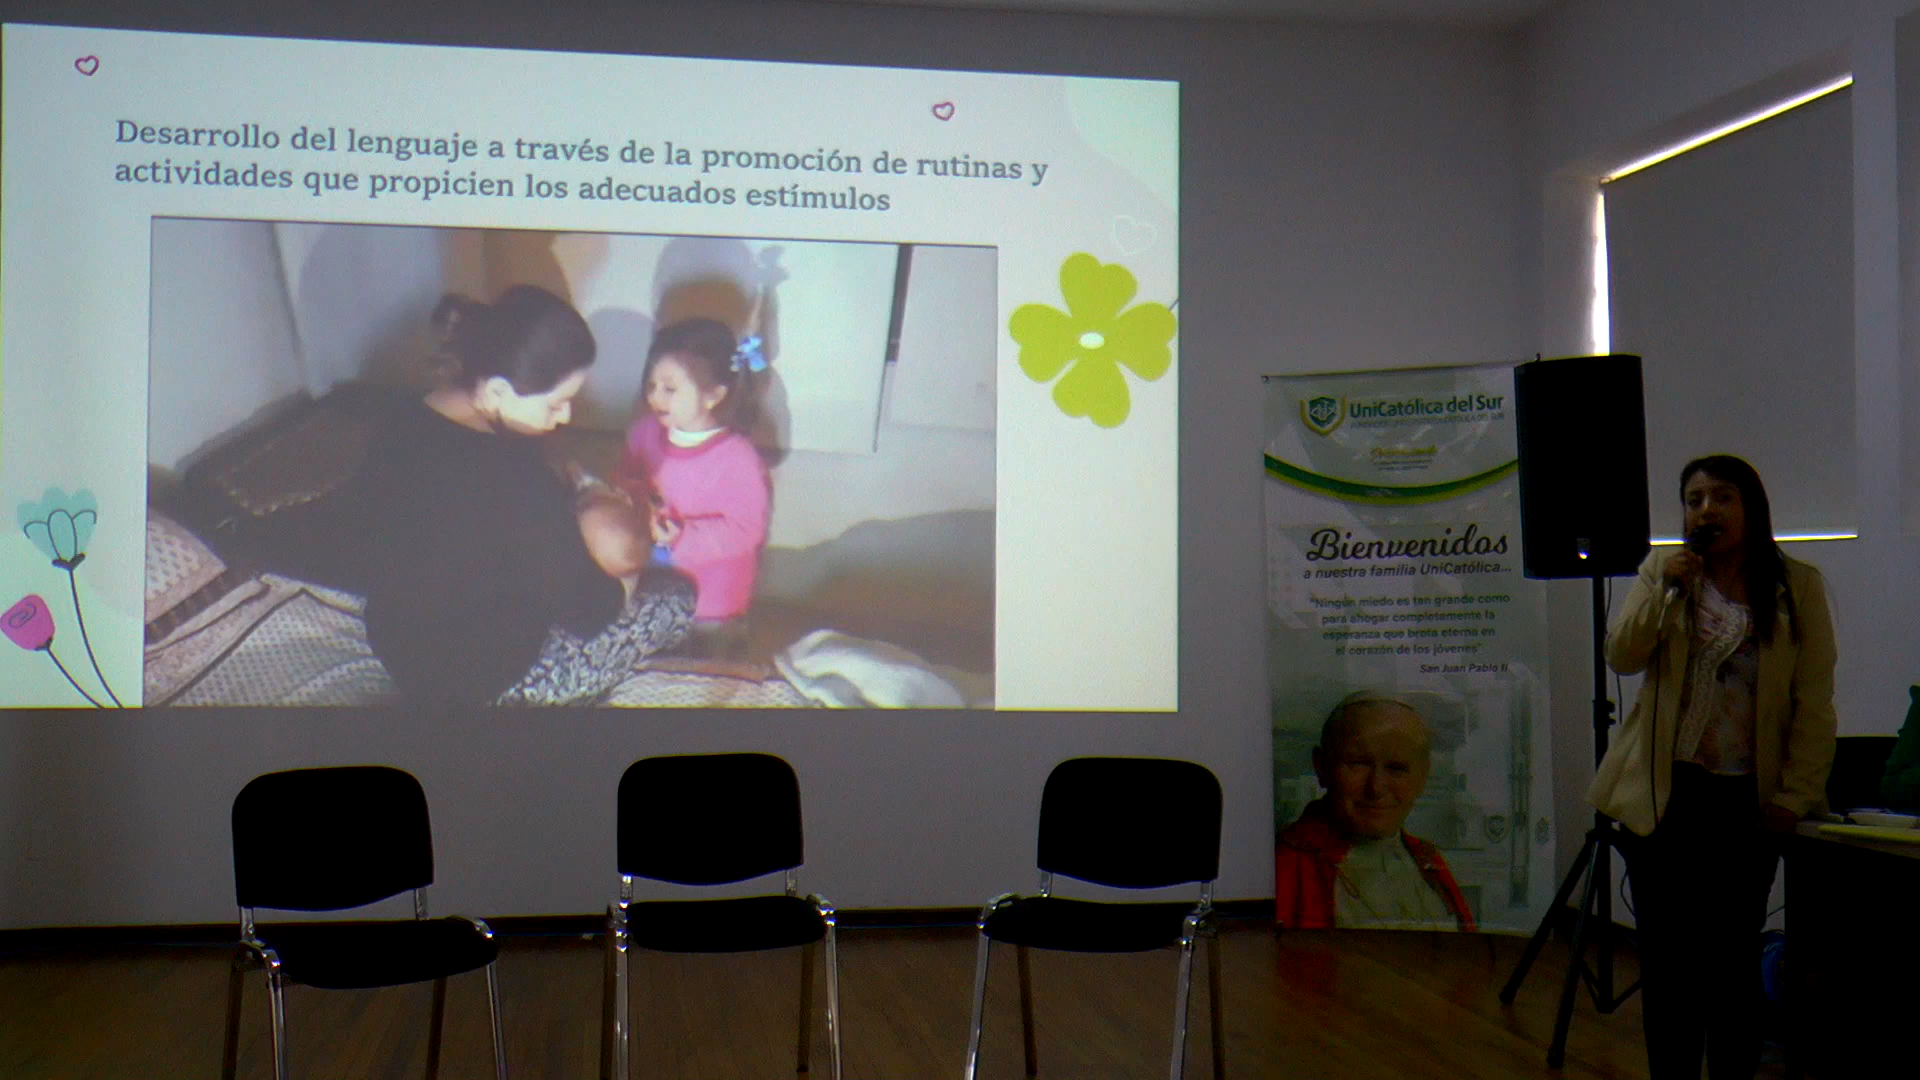 Desarrollo del lenguaje a través de la promoción de rutinas y
actividades que propicien los adecuados estímulos
UniCatólica del Sur
Bienvenidos
a nuestra familia UniCatólica...
"Ningún miedo es tan grande como
para ahogar completamente la
esperanza que brota eterna en
el corazón de los jóvenes"
San Juan Pablo II